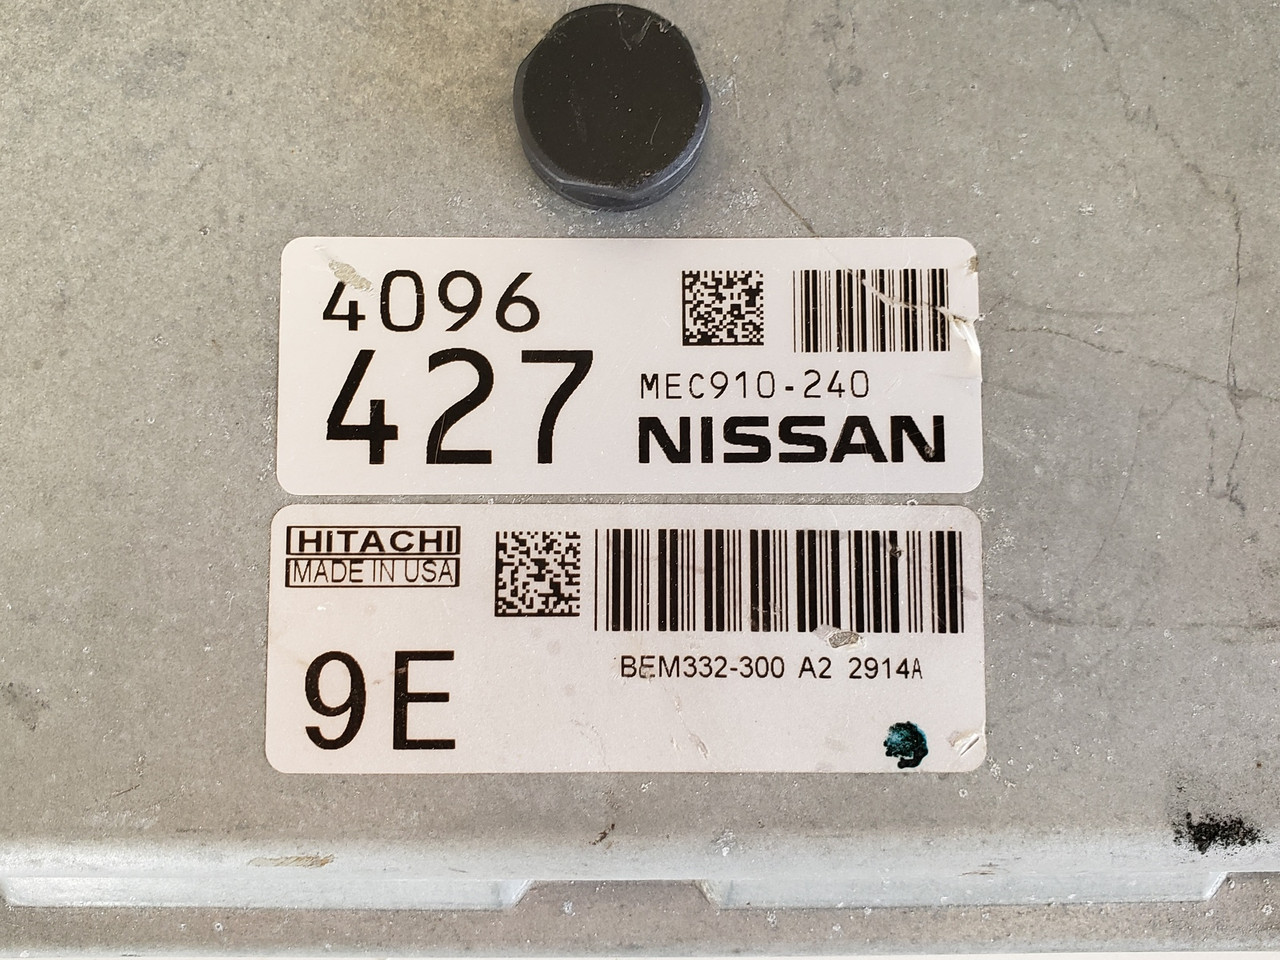 4096
427
MEC910-240
NISSAN
HITACHI
MADE IN USA
9E
BEM332-300 A2 2914A